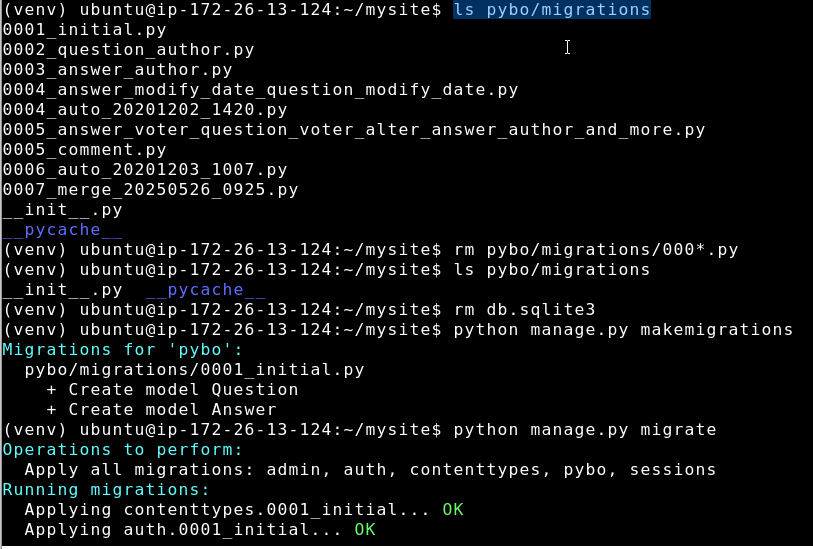 (venv) ubuntu@ip-172-26-13-124:~/mysite$ ls pybo/migrations
0001_initial.py
0002_question_author.py
0003_answer_author.py
0004_answer_modify_date_question_modify_date.py
0004_auto_20201202_1420.py
0005_answer_voter_question_voter_alter_answer_author_and_more.py
0005_comment.py
0006_auto_20201203_1007.py
0007_merge_20250526_0925.py
__init__.py
__pycache__
(venv) ubuntu@ip-172-26-13-124:~/mysite$ rm pybo/migrations/000*.py
(venv) ubuntu@ip-172-26-13-124:~/mysite$ ls pybo/migrations
__init__.py  __pycache__
(venv) ubuntu@ip-172-26-13-124:~/mysite$ rm db.sqlite3
(venv) ubuntu@ip-172-26-13-124:~/mysite$ python manage.py makemigrations
Migrations for 'pybo':
  pybo/migrations/0001_initial.py
    + Create model Question
    + Create model Answer
(venv) ubuntu@ip-172-26-13-124:~/mysite$ python manage.py migrate
Operations to perform:
  Apply all migrations: admin, auth, contenttypes, pybo, sessions
Running migrations:
  Applying contenttypes.0001_initial... OK
  Applying auth.0001_initial... OK